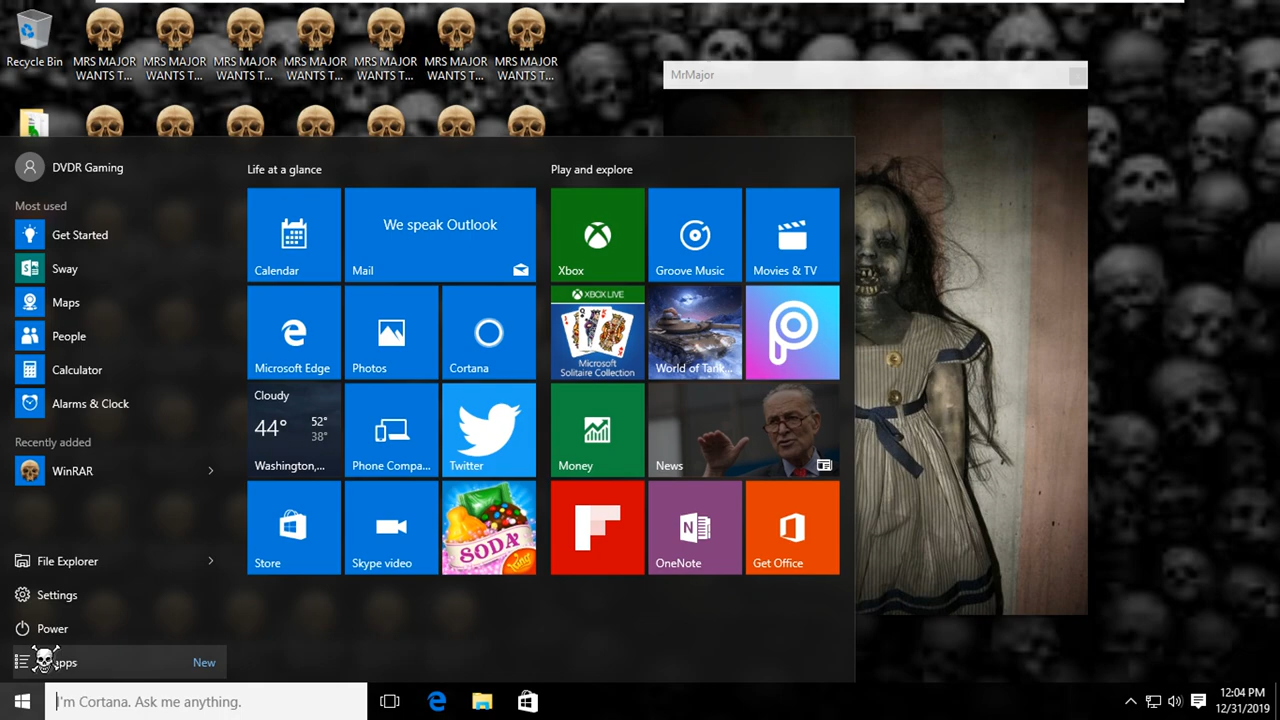 Recycle Bin
MRS MAJOR
WANTS T...
MRS MAJOR
WANTS T...
MRS MAJOR
WANTS T...
MRS MAJOR
WANTS T...
MRS MAJOR
WANTS T...
MRS MAJOR
WANTS T...
MRS MAJOR
WANTS T...
MrMajor
DVDR Gaming
Most used
Get Started
Sway
Maps
People
Calculator
Alarms & Clock
Recently added
WinRAR
File Explorer
Settings
Power
pps
New
Life at a glance
Calendar
We speak Outlook
Mail
Microsoft Edge
Photos
Cortana
Cloudy
44°
52°
38°
Washington,...
Phone Compa...
Twitter
Store
Skype video
SODA
King
Play and explore
Xbox
Groove Music
Movies & TV
XBOX LIVE
Microsoft
Solitaire Collection
World of Tank...
Money
News
OneNote
Get Office
I'm Cortana. Ask me anything.
12:04 PM
12/31/2019